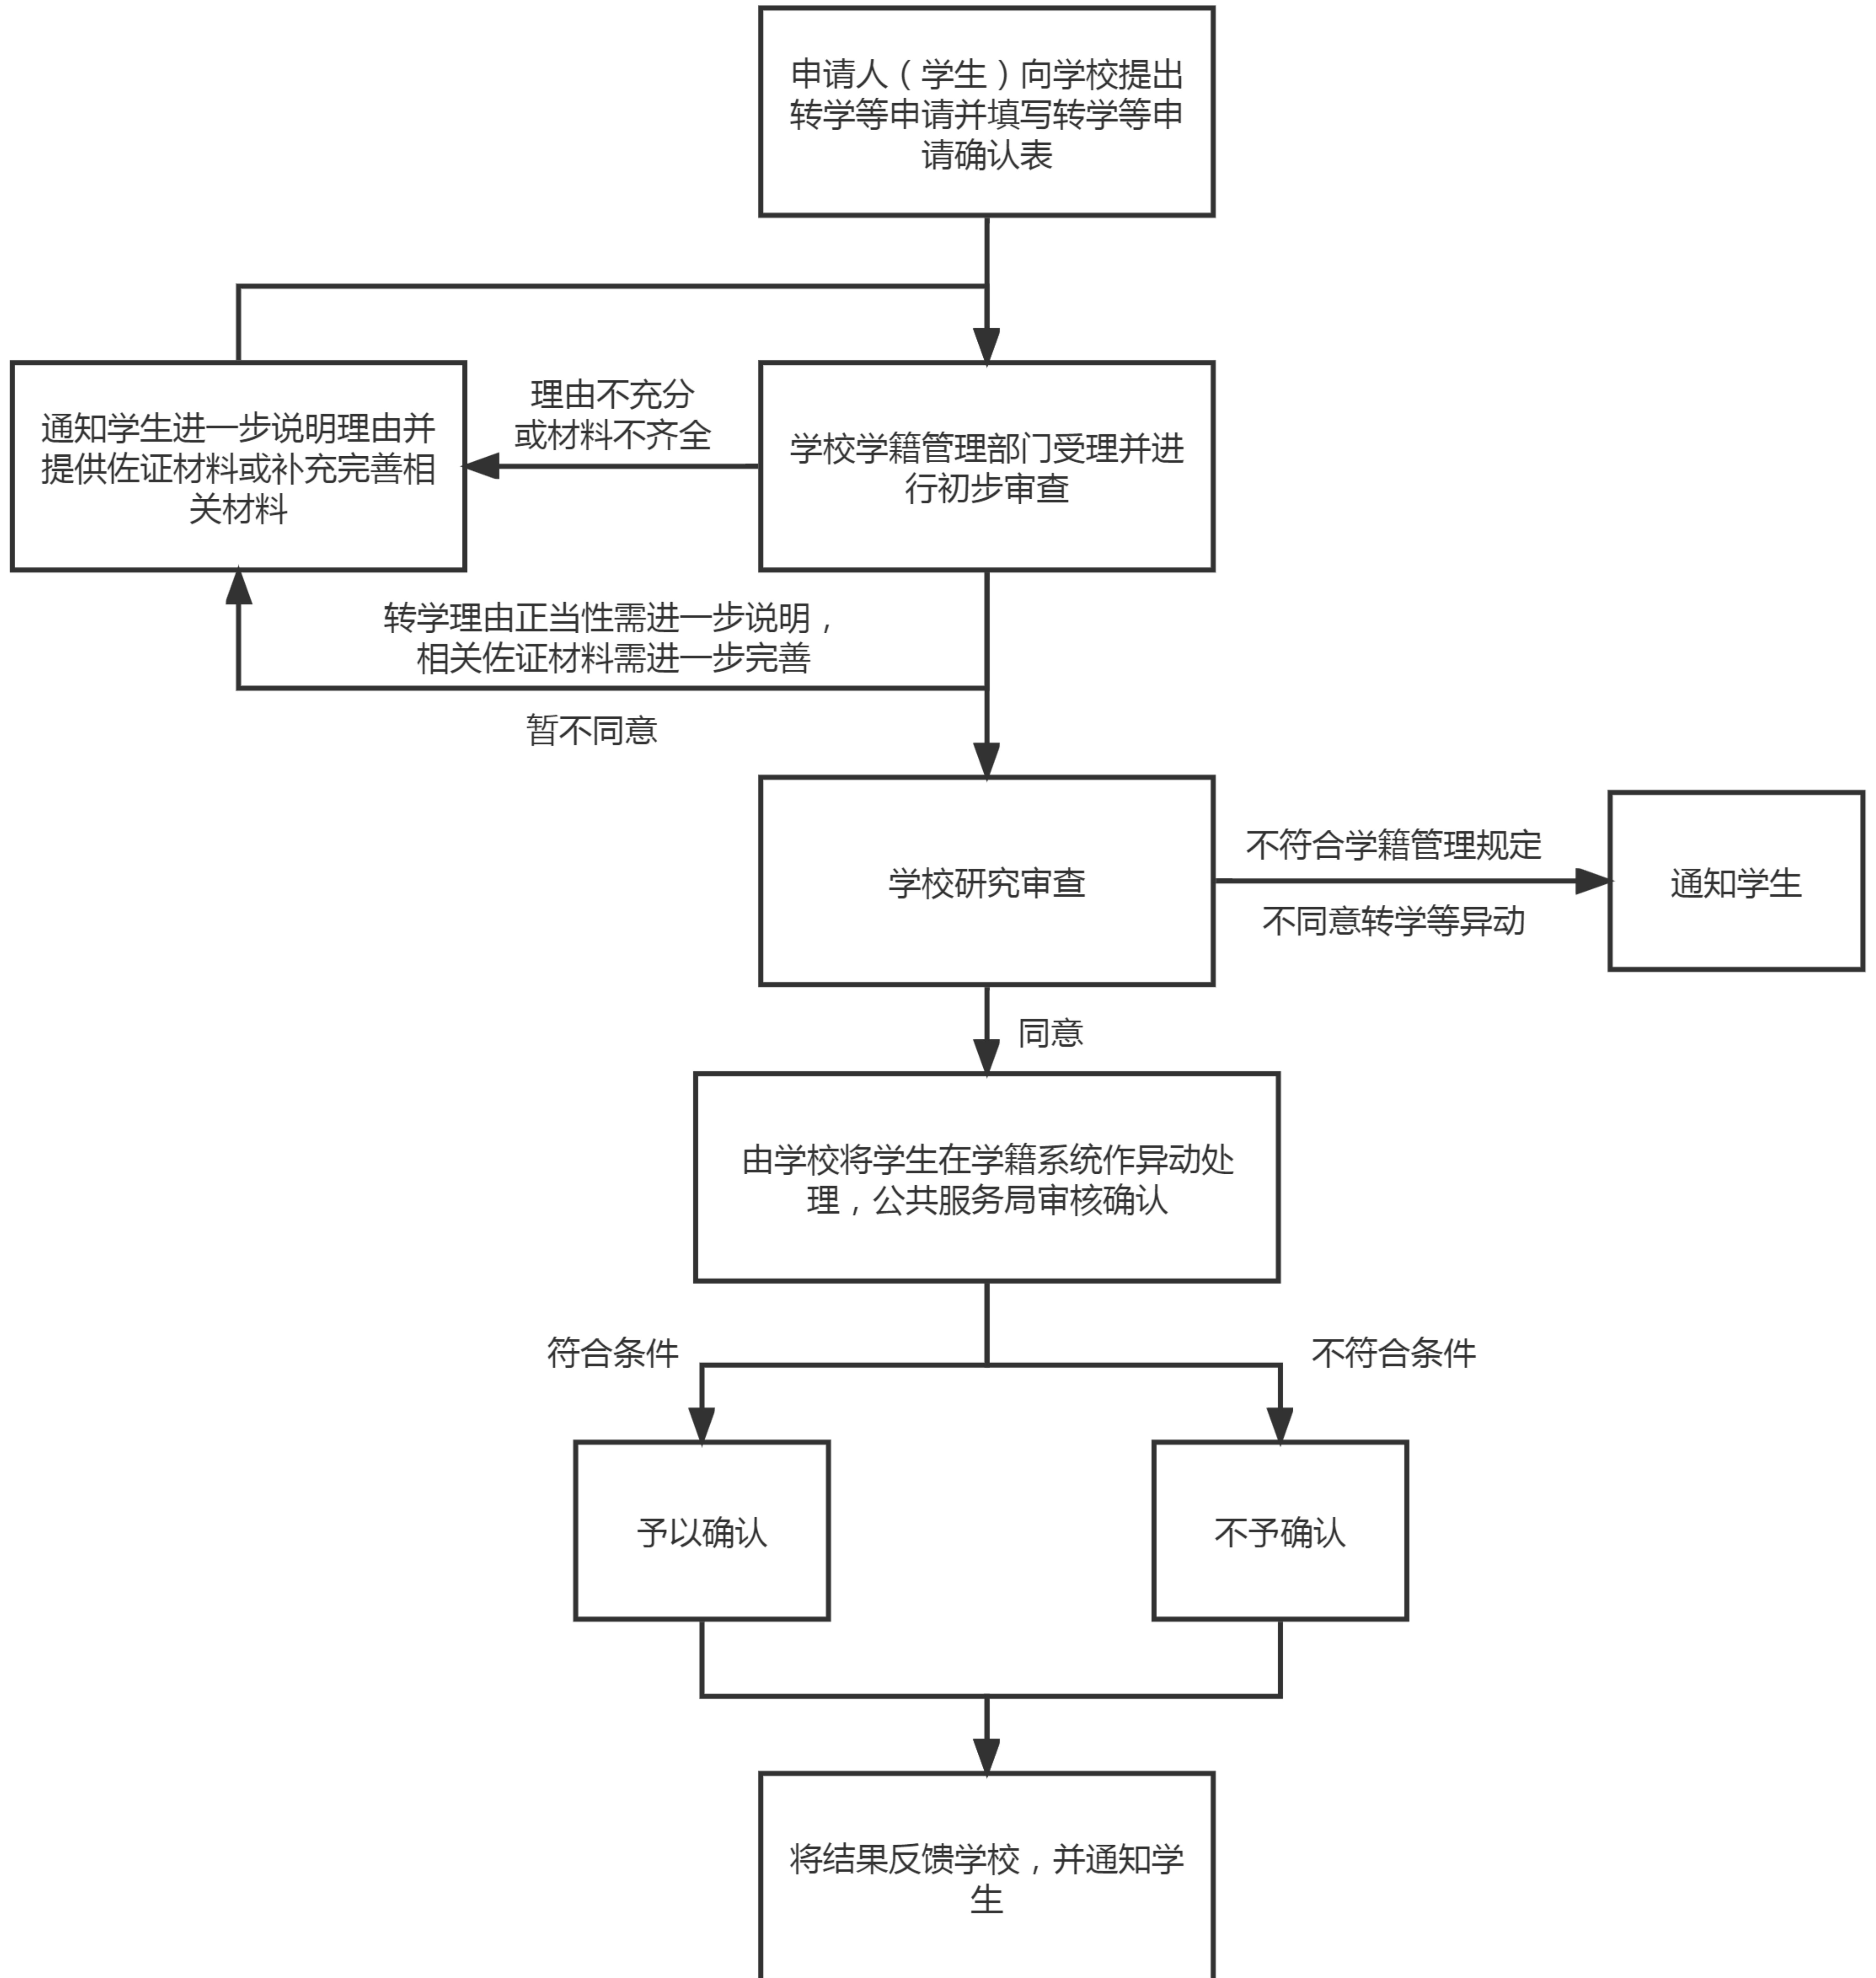 申请人（学生）向学校提出
转学等申请并填写转学等申
请确认表
理由不充分
或材料不齐全
通知学生进一步说明理由并
提供佐证材料或补充完善相
关材料
学校学籍管理部门受理并进
行初步审查
转学理由正当性需进一步说明，
相关佐证材料需进一步完善
暂不同意
学校研究审查
不符合学籍管理规定
不同意转学等异动
通知学生
同意
由学校将学生在学籍系统作异动处
理，公共服务局审核确认
符合条件
不符合条件
予以确认
不予确认
将结果反馈学校，并通知学
生